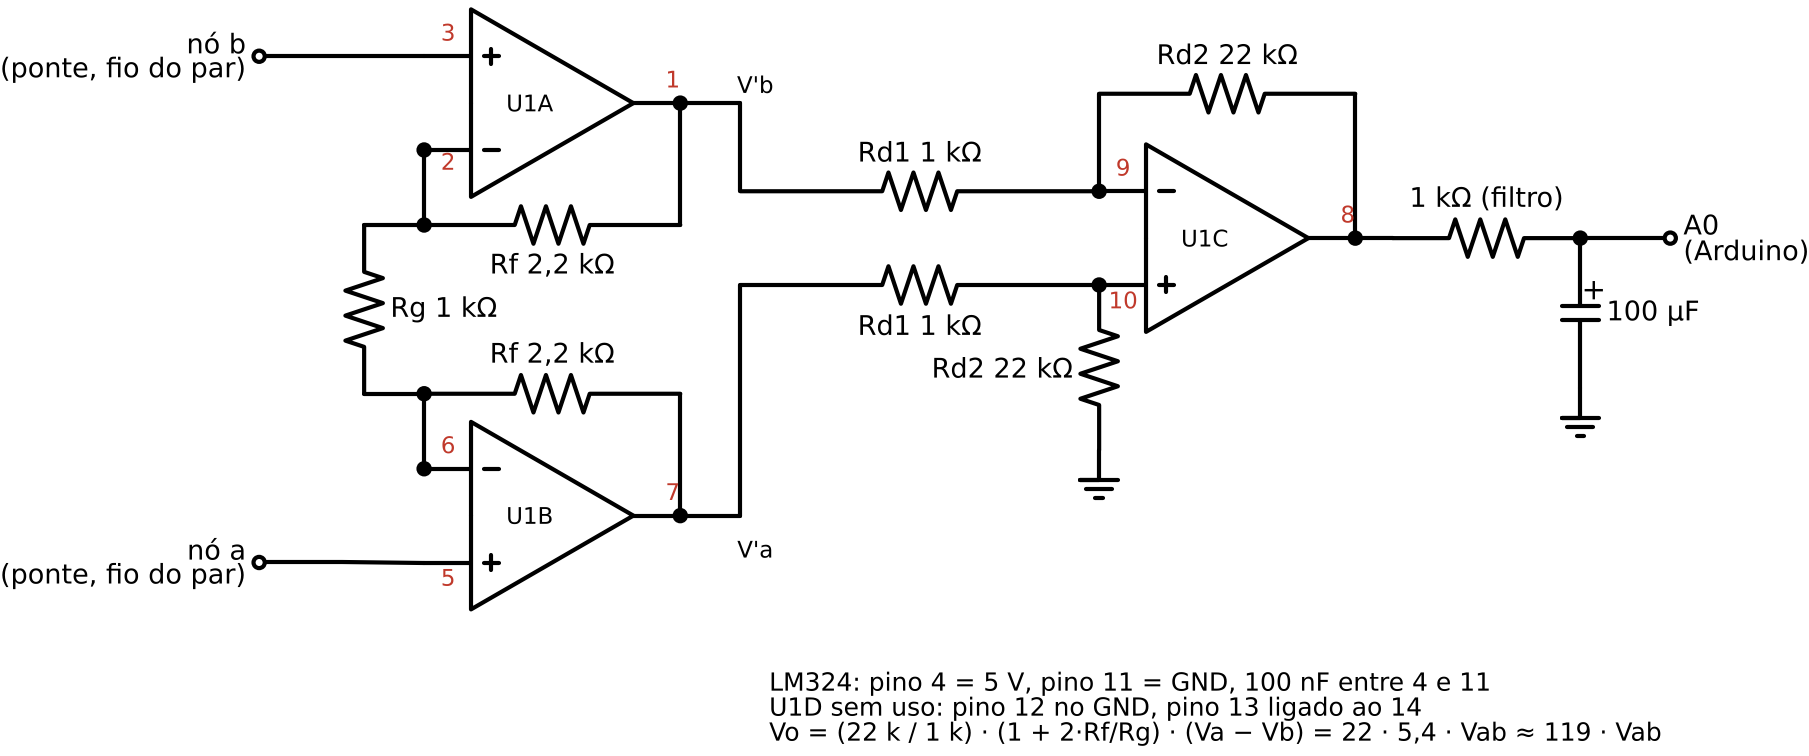 nó b
(ponte, fio do par)
3
+
U1A
−
2
1
V'b
Rf 2,2 kΩ
Rg 1 kΩ
Rf 2,2 kΩ
6
−
U1B
+
5
7
V'a
nó a
(ponte, fio do par)
Rd1 1 kΩ
Rd1 1 kΩ
Rd2 22 kΩ
9
−
U1C
+
10
8
Rd2 22 kΩ
1 kΩ (filtro)
A0
(Arduino)
+
100 µF
LM324: pino 4 = 5 V, pino 11 = GND, 100 nF entre 4 e 11
U1D sem uso: pino 12 no GND, pino 13 ligado ao 14
Vo = (22 k / 1 k) · (1 + 2·Rf/Rg) · (Va − Vb) = 22 · 5,4 · Vab ≈ 119 · Vab